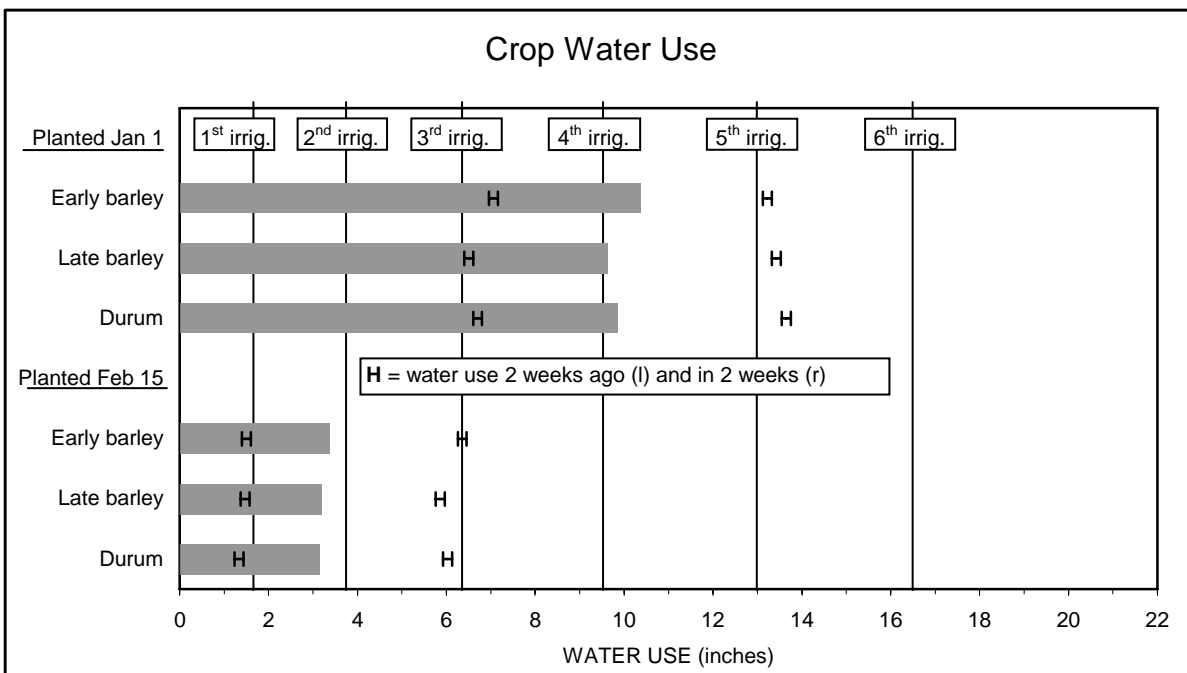 Crop Water Use
Planted Jan 1
1st irrig.
2nd irrig.
3rd irrig.
4th irrig.
5th irrig.
6th irrig.
Early barley
H
H
Late barley
H
H
Durum
H
H
Planted Feb 15
H = water use 2 weeks ago (l) and in 2 weeks (r)
Early barley
H
H
Late barley
H
H
Durum
H
H
0 2 4 6 8 10 12 14 16 18 20 22
WATER USE (inches)